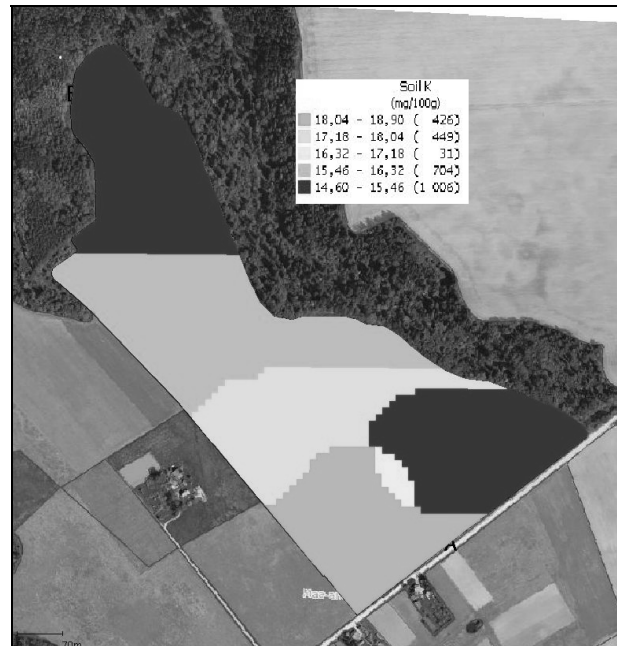 Soil K
(mg/100g)
18,04 - 18,90 ( 426)
17,18 - 18,04 ( 449)
16,32 - 17,18 ( 31)
15,46 - 16,32 ( 704)
14,60 - 15,46 (1 006)
70m